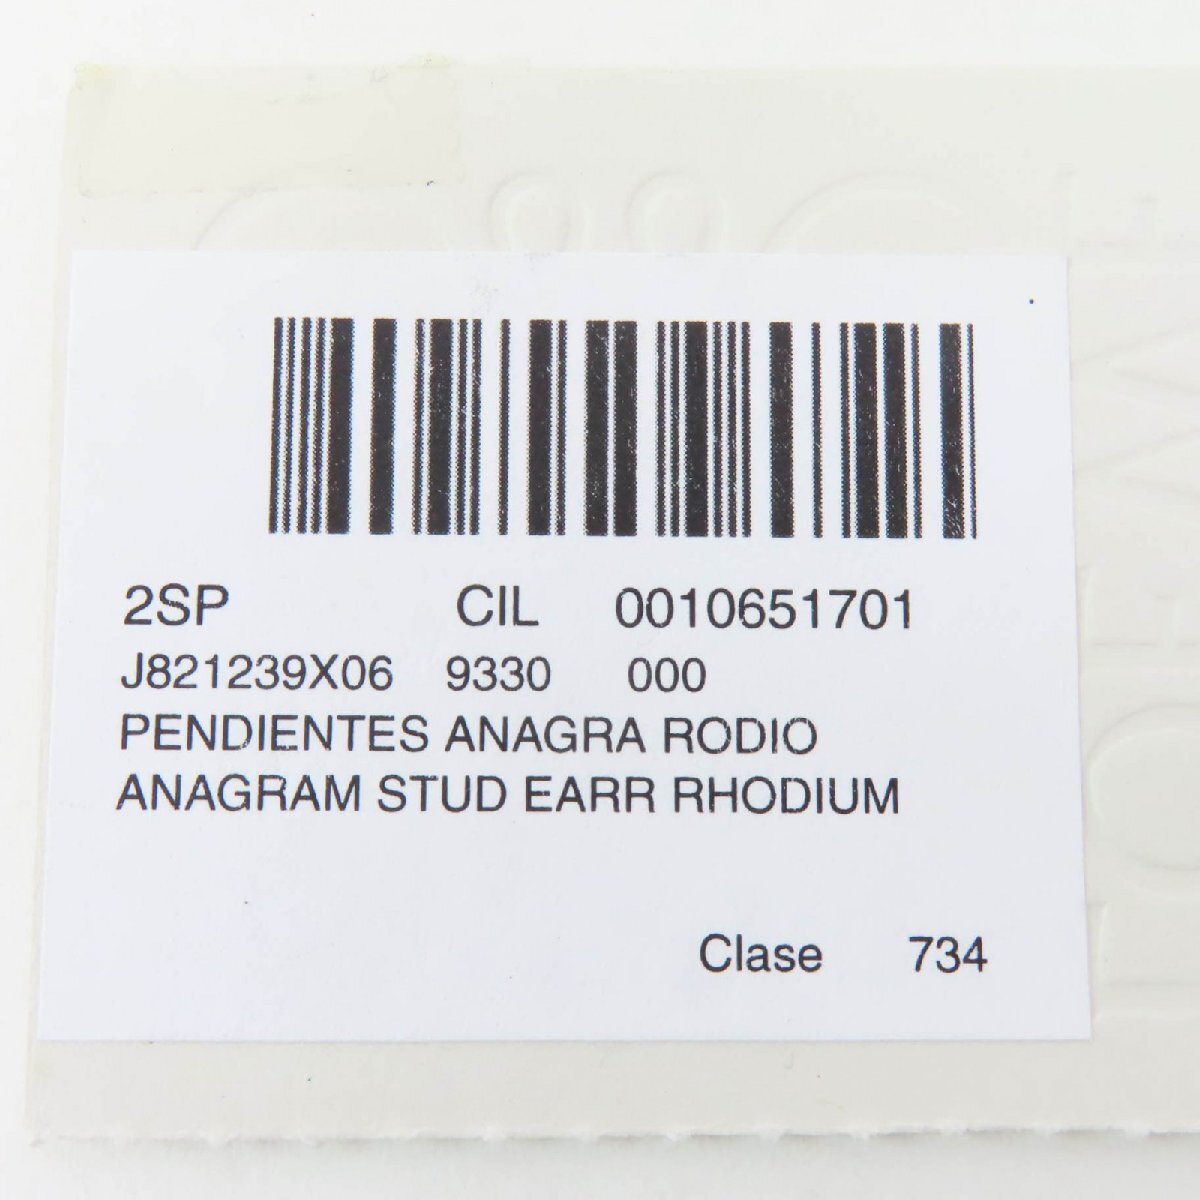 2SP CIL 0010651701
J821239X06 9330 000
PENDIENTES ANAGRA RODIO
ANAGRAM STUD EARR RHODIUM
Clase 734